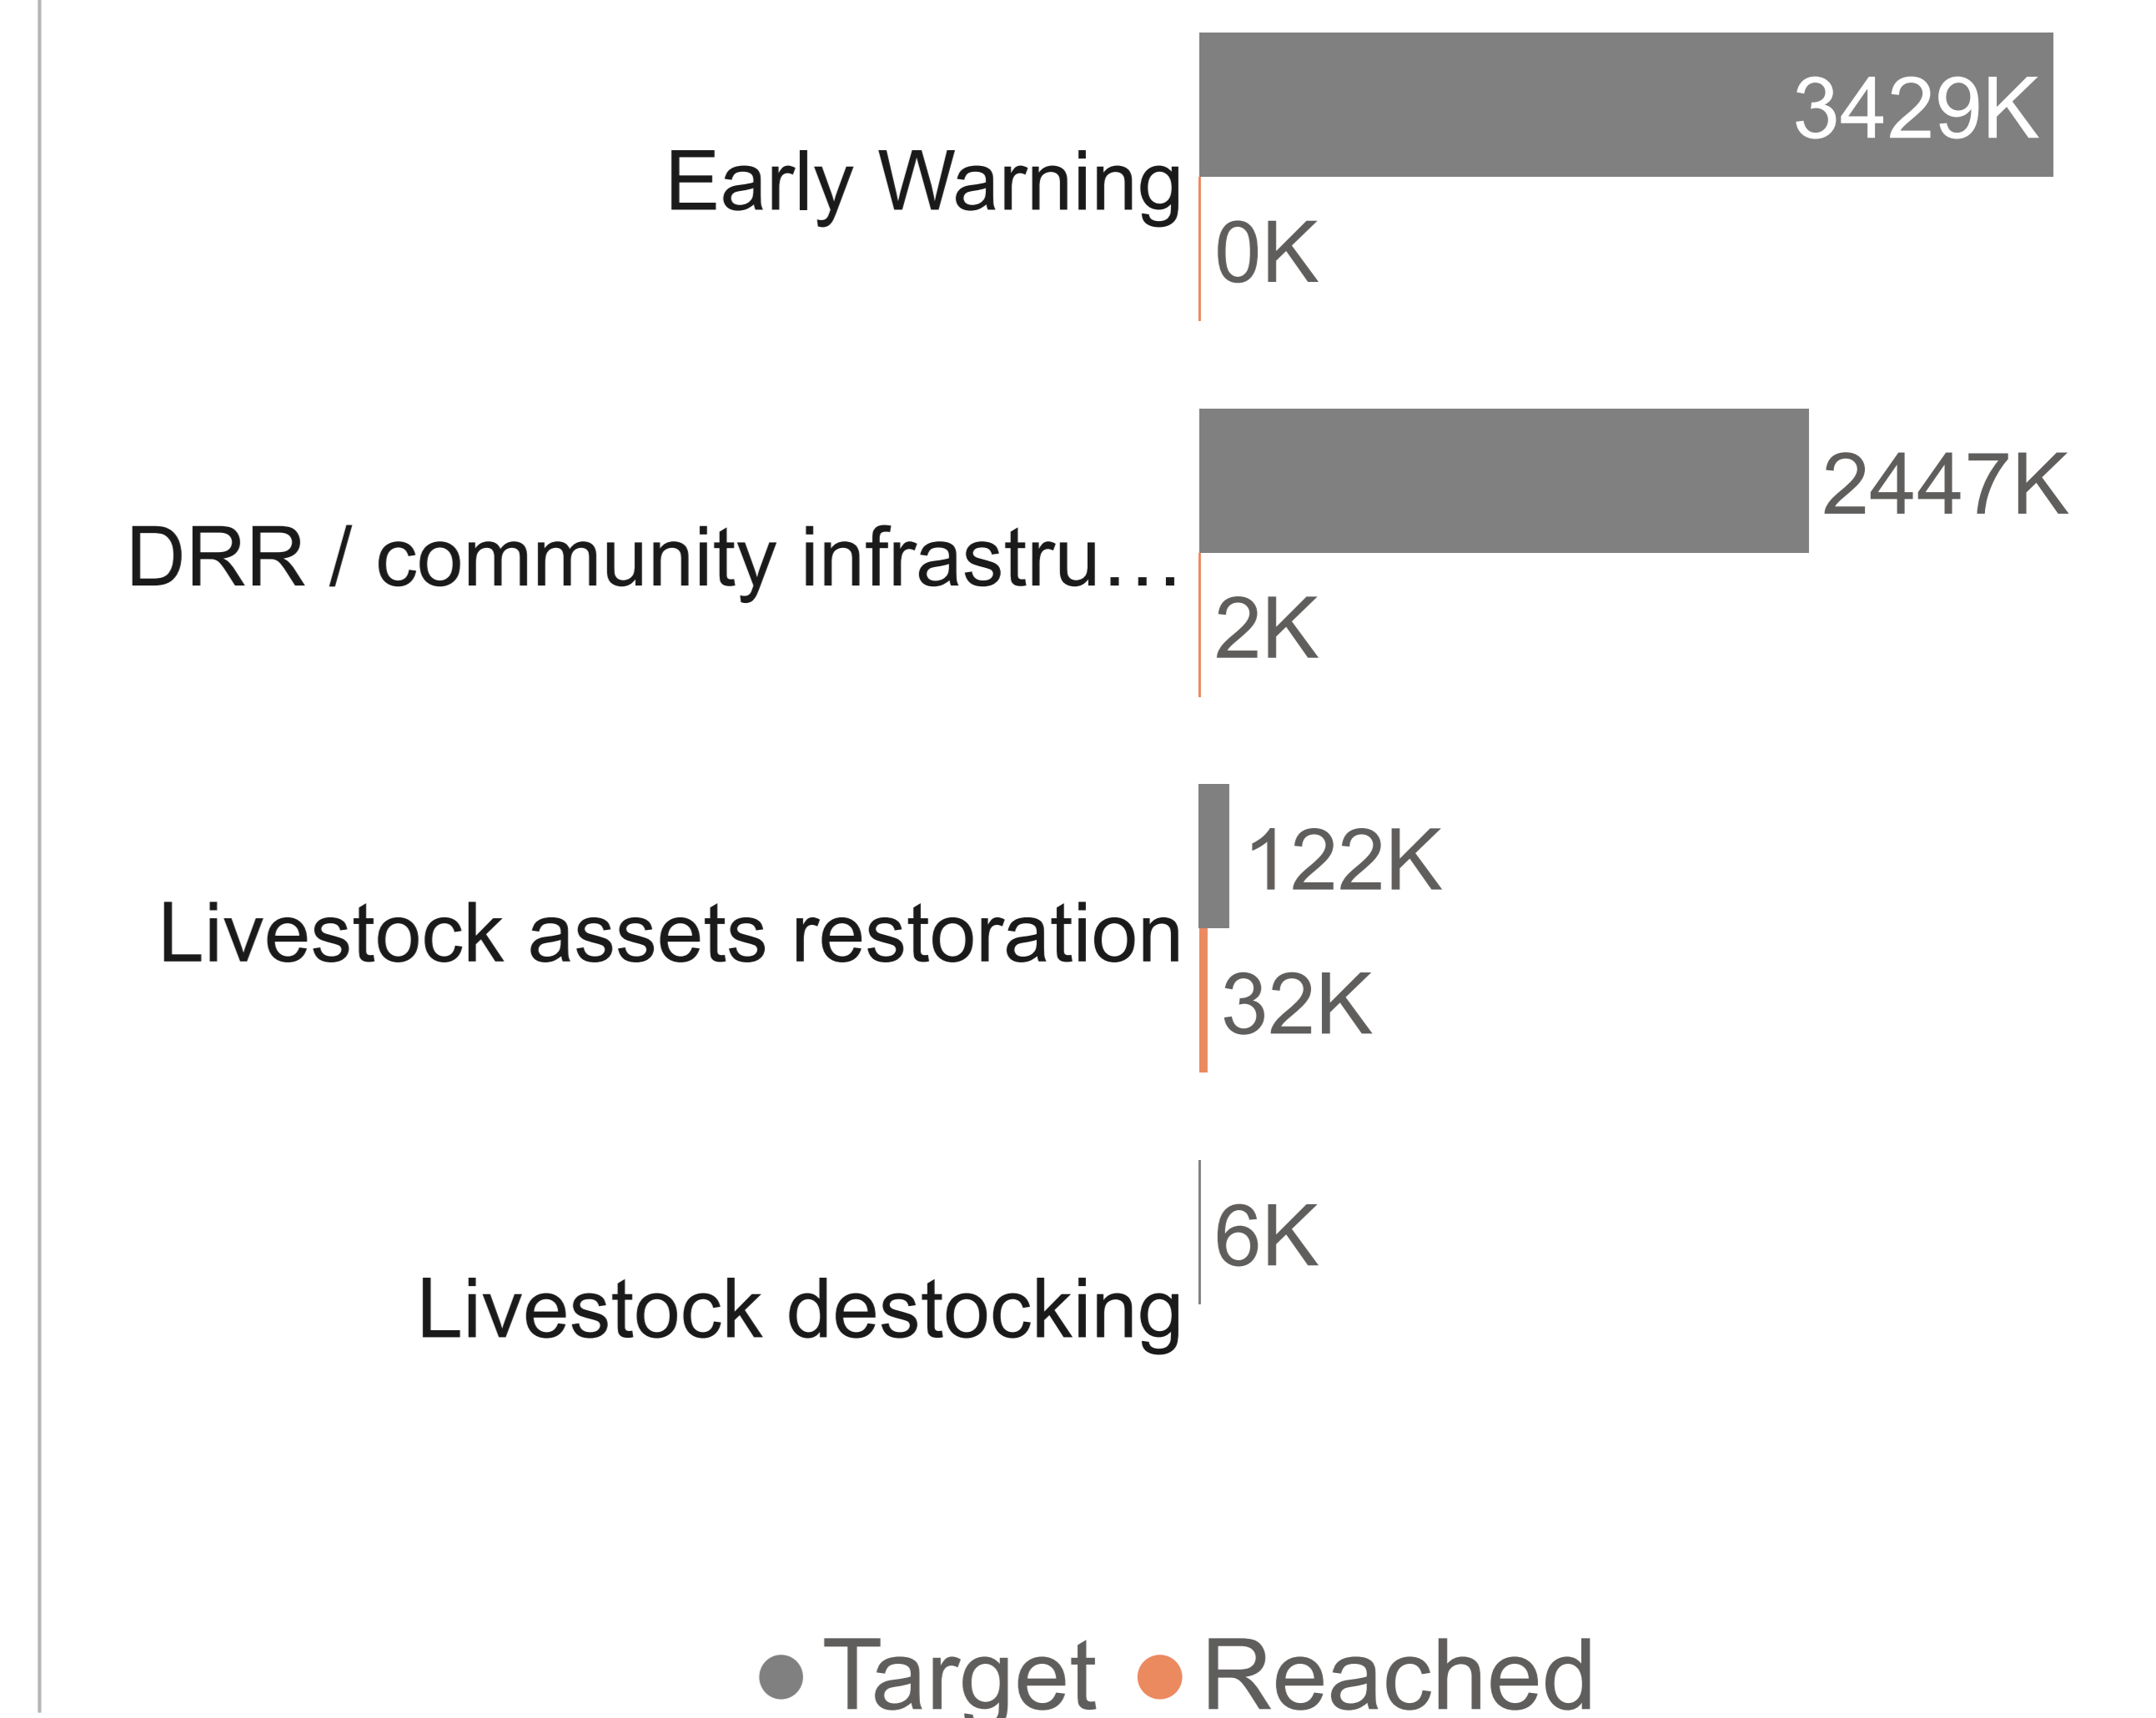 3429K
Early Warning
0K
2447K
DRR / community infrastru…
2K
122K
Livestock assets restoration
32K
6K
Livestock destocking
Target Reached